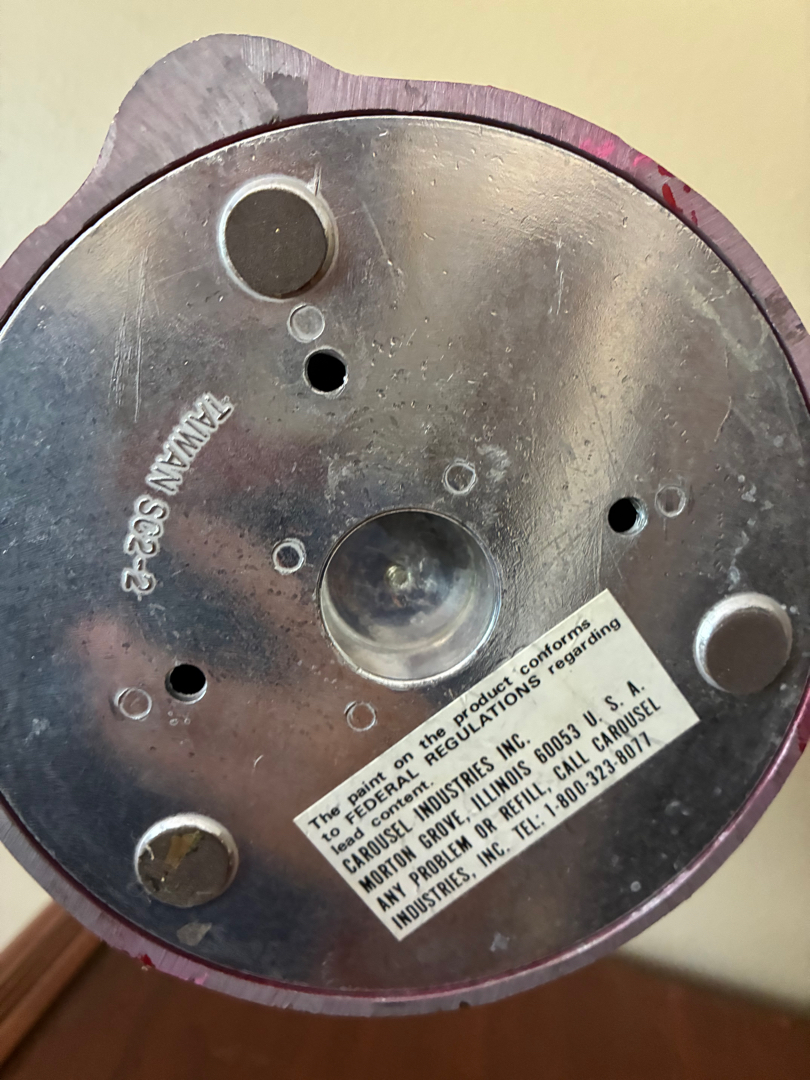 TAIWAN SC2-2
The paint on the product conforms
to FEDERAL REGULATIONS regarding
lead content.
CAROUSEL INDUSTRIES INC.
MORTON GROVE, ILLINOIS 60053 U. S. A.
ANY PROBLEM OR REFILL, CALL CAROUSEL
INDUSTRIES, INC. TEL: 1-800-323-8077